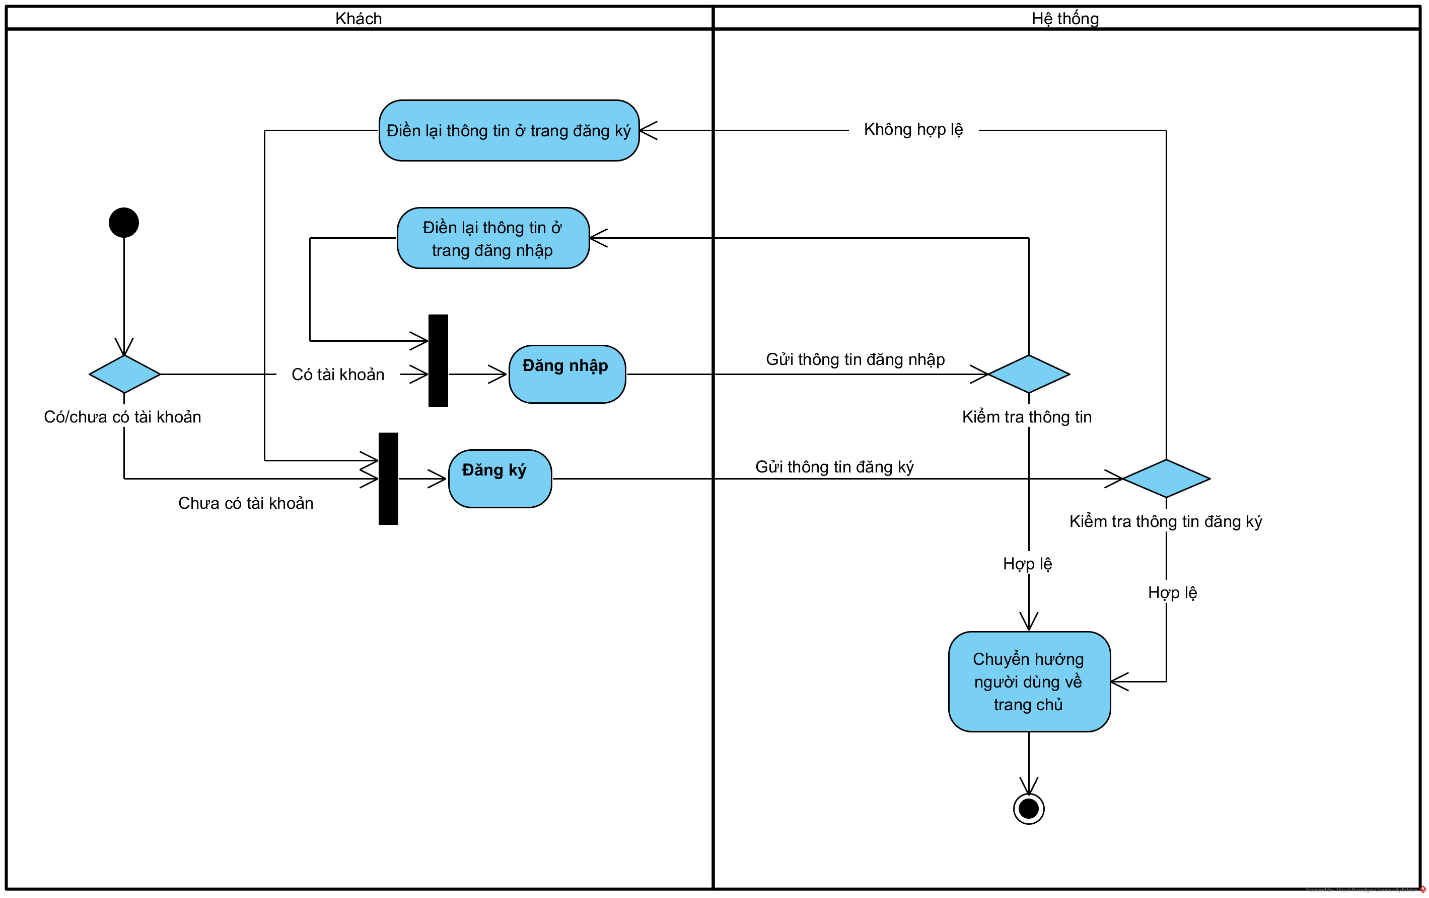 Khách
Hệ thống
Điền lại thông tin ở trang đăng ký
Không hợp lệ
Điền lại thông tin ở
trang đăng nhập
Đăng nhập
Gửi thông tin đăng nhập
Có tài khoản
Có/chưa có tài khoản
Kiểm tra thông tin
Đăng ký
Gửi thông tin đăng ký
Chưa có tài khoản
Kiểm tra thông tin đăng ký
Hợp lệ
Hợp lệ
Chuyển hướng
người dùng về
trang chủ